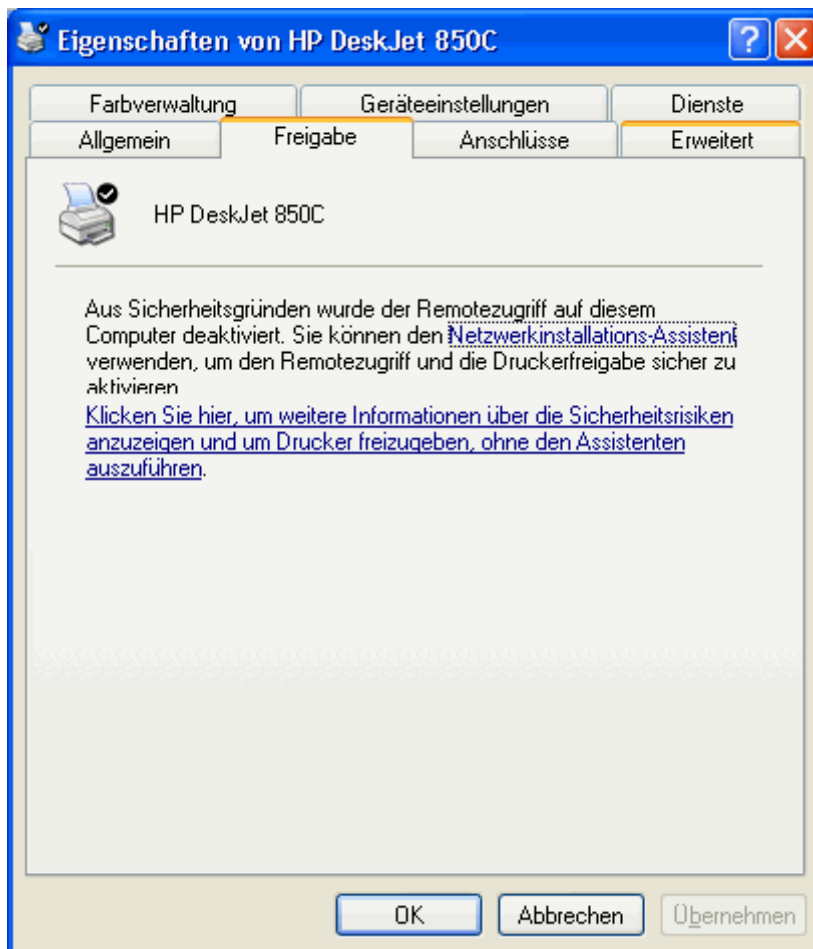 Eigenschaften von HP DeskJet 850C
Farbverwaltung Geräteeinstellungen Dienste
Allgemein Freigabe Anschlüsse Erweitert
HP DeskJet 850C
Aus Sicherheitsgründen wurde der Remotezugriff auf diesem
Computer deaktiviert. Sie können den Netzwerkinstallations-Assistent
verwenden, um den Remotezugriff und die Druckerfreigabe sicher zu
aktivieren
Klicken Sie hier, um weitere Informationen über die Sicherheitsrisiken
anzuzeigen und um Drucker freizugeben, ohne den Assistenten
auszuführen.
OK Abbrechen Übernehmen